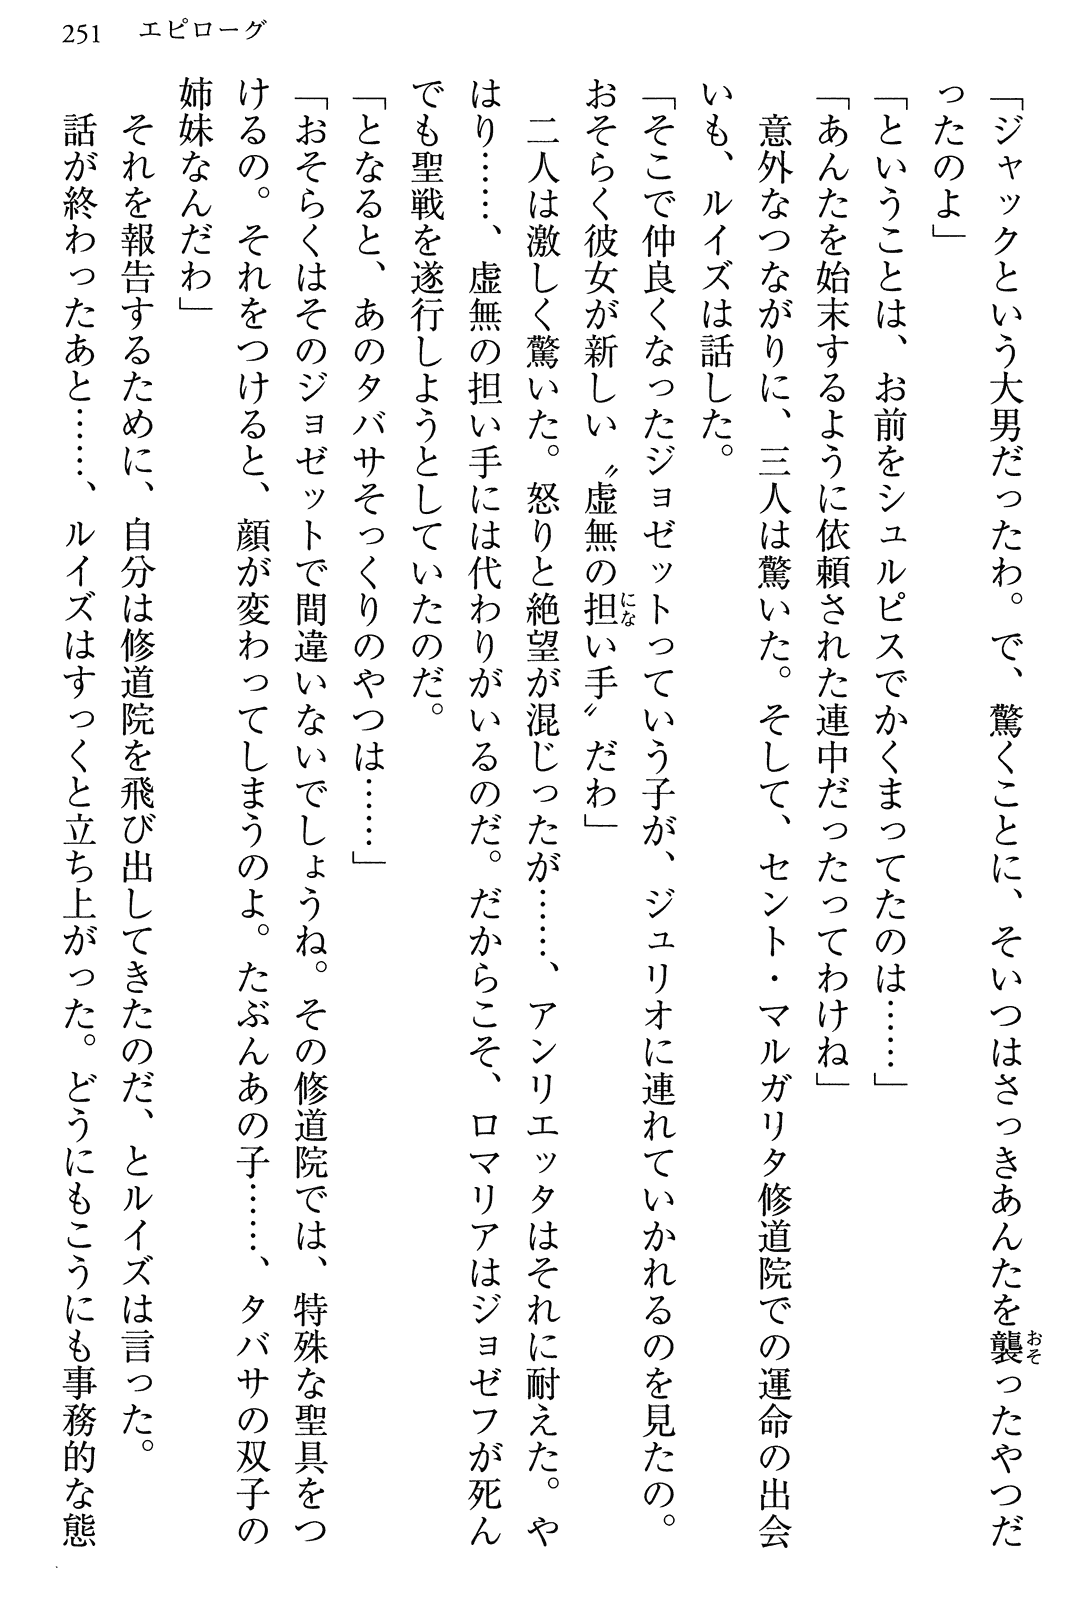 251　エピローグ
「ジャックという大男だったわ。で、驚くことに、そいつはさっきあんたを襲ったやつだ
ったのよ」
「ということは、お前をシュルピスでかくまってたのは……」
「あんたを始末するように依頼された連中だったってわけね」
　意外なつながりに、三人は驚いた。そして、セント・マルガリタ修道院での運命の出会
いも、ルイズは話した。
「そこで仲良くなったジョゼットっていう子が、ジュリオに連れていかれるのを見たの。
おそらく彼女が新しい〝虚無の担い手〟だわ」
　二人は激しく驚いた。怒りと絶望が混じったが……、アンリエッタはそれに耐えた。や
はり……、虚無の担い手には代わりがいるのだ。だからこそ、ロマリアはジョゼフが死ん
でも聖戦を遂行しようとしていたのだ。
「となると、あのタバサそっくりのやつは……」
「おそらくはそのジョゼットで間違いないでしょうね。その修道院では、特殊な聖具をつ
けるの。それをつけると、顔が変わってしまうのよ。たぶんあの子……、タバサの双子の
姉妹なんだわ」
　それを報告するために、自分は修道院を飛び出してきたのだ、とルイズは言った。
　話が終わったあと……、ルイズはすっくと立ち上がった。どうにもこうにも事務的な態